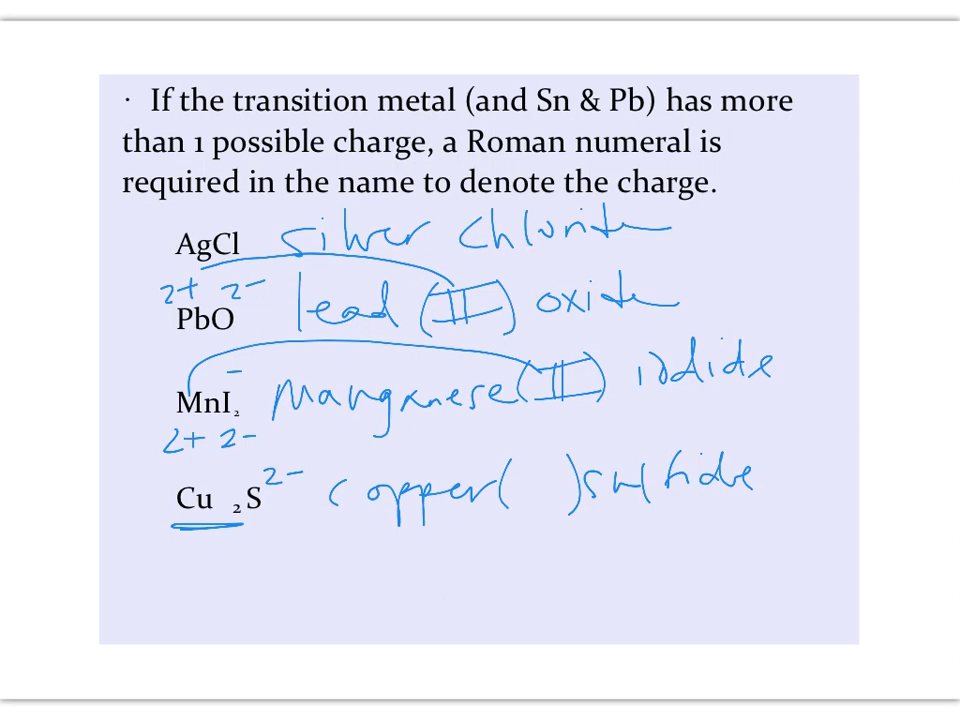 · If the transition metal (and Sn & Pb) has more
than 1 possible charge, a Roman numeral is
required in the name to denote the charge.
AgCl silver chloride
2+ 2-
PbO lead (II) oxide
-
MnI₂ Manganese (II) iodide
2+ 2-
Cu ₂S 2- copper ( ) sulfide